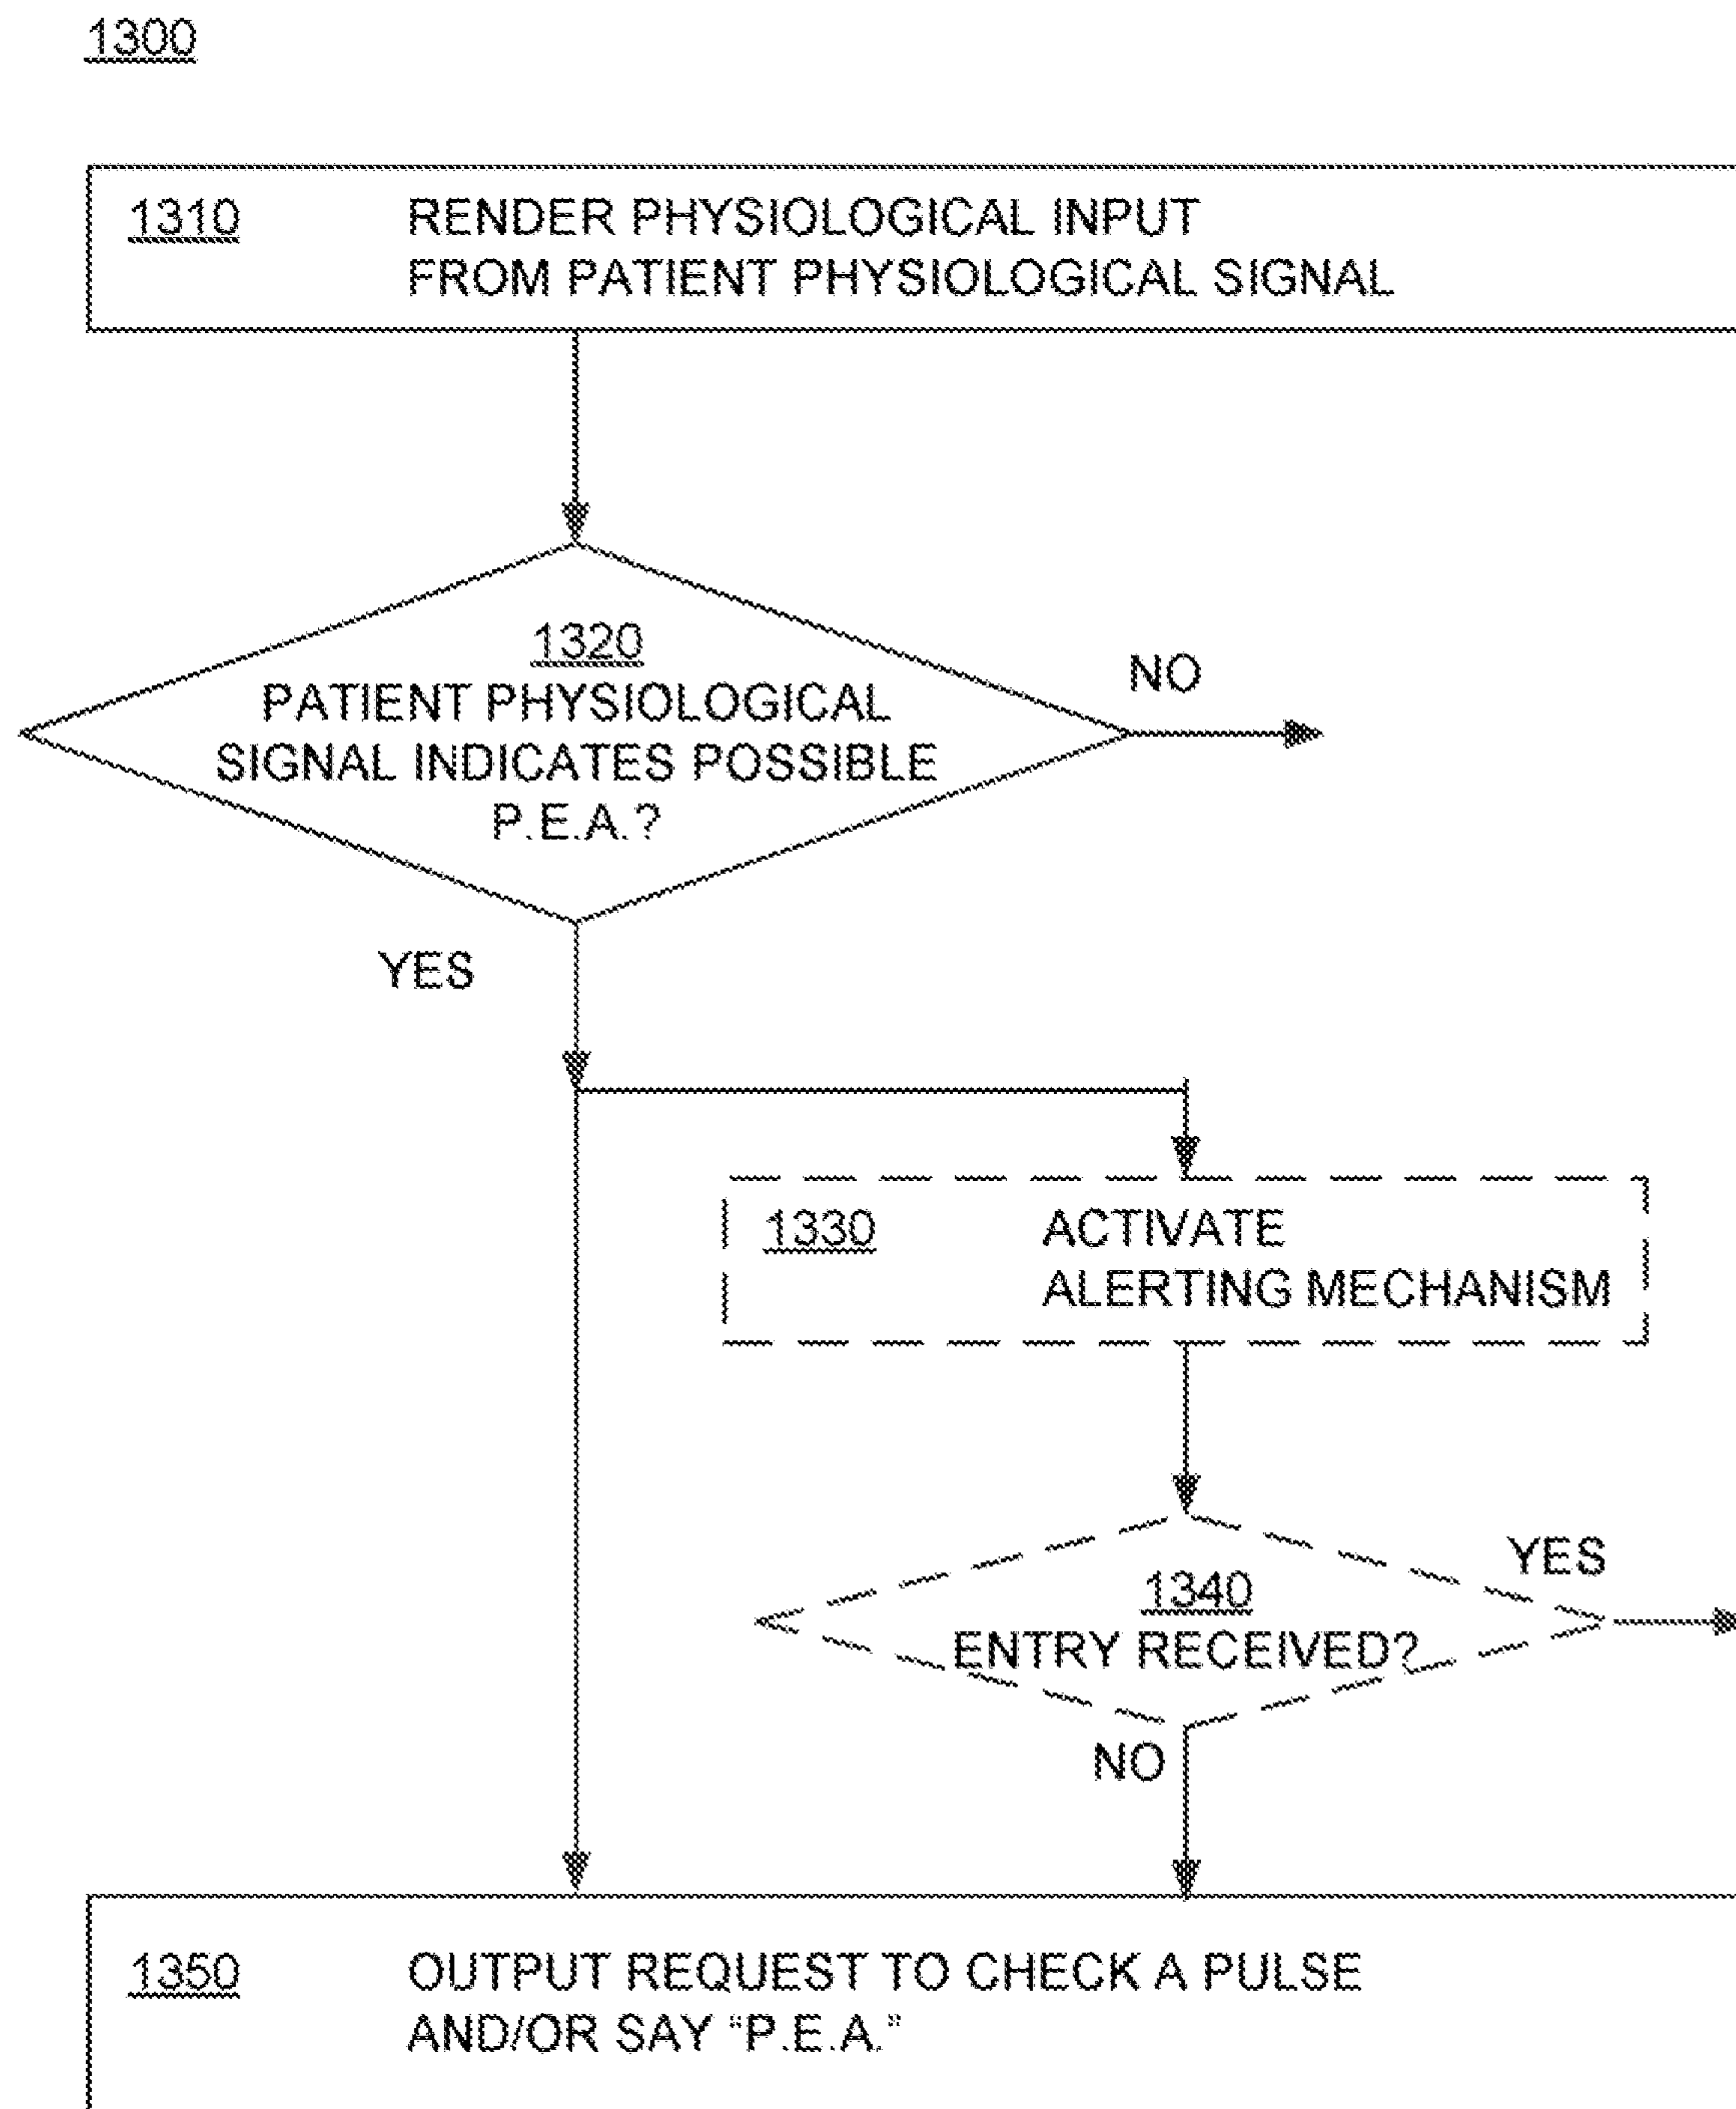 1300
1310 RENDER PHYSIOLOGICAL INPUT
FROM PATIENT PHYSIOLOGICAL SIGNAL
1320
PATIENT PHYSIOLOGICAL
SIGNAL INDICATES POSSIBLE
P.E.A.?
NO
YES
1330 ACTIVATE
ALERTING MECHANISM
1340
ENTRY RECEIVED?
YES
NO
1350 OUTPUT REQUEST TO CHECK A PULSE
AND/OR SAY “P.E.A.”